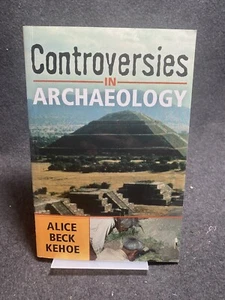 Controversies
IN
ARCHAEOLOGY
ALICE
BECK
KEHOE